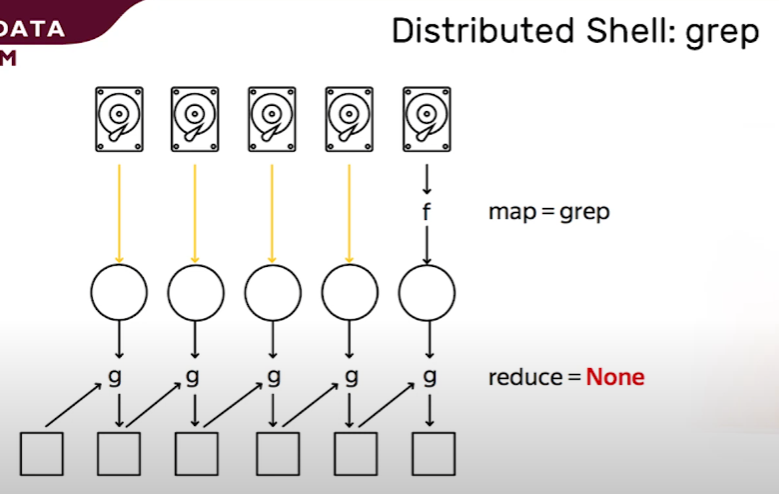 DATA
M
Distributed Shell: grep
f
map = grep
g g g g g
reduce = None